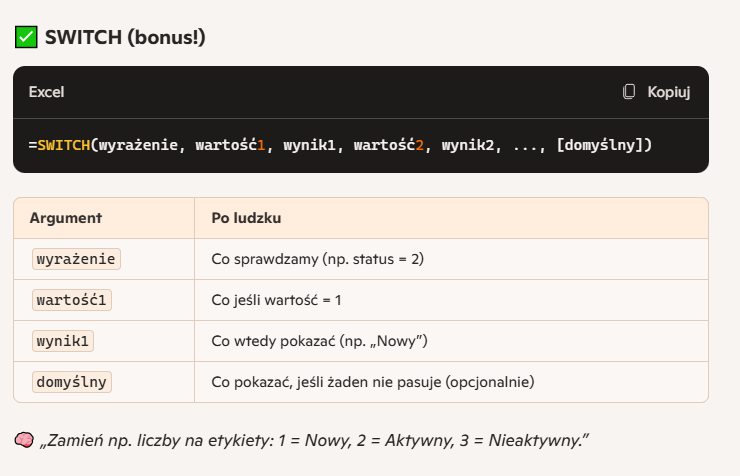 ✅ SWITCH (bonus!)
Excel Kopiuj
=SWITCH(wyrażenie, wartość1, wynik1, wartość2, wynik2, ..., [domyślny])
Argument Po ludzku
wyrażenie Co sprawdzamy (np. status = 2)
wartość1 Co jeśli wartość = 1
wynik1 Co wtedy pokazać (np. „Nowy”)
domyślny Co pokazać, jeśli żaden nie pasuje (opcjonalnie)
🧠 „Zamień np. liczby na etykiety: 1 = Nowy, 2 = Aktywny, 3 = Nieaktywny.”